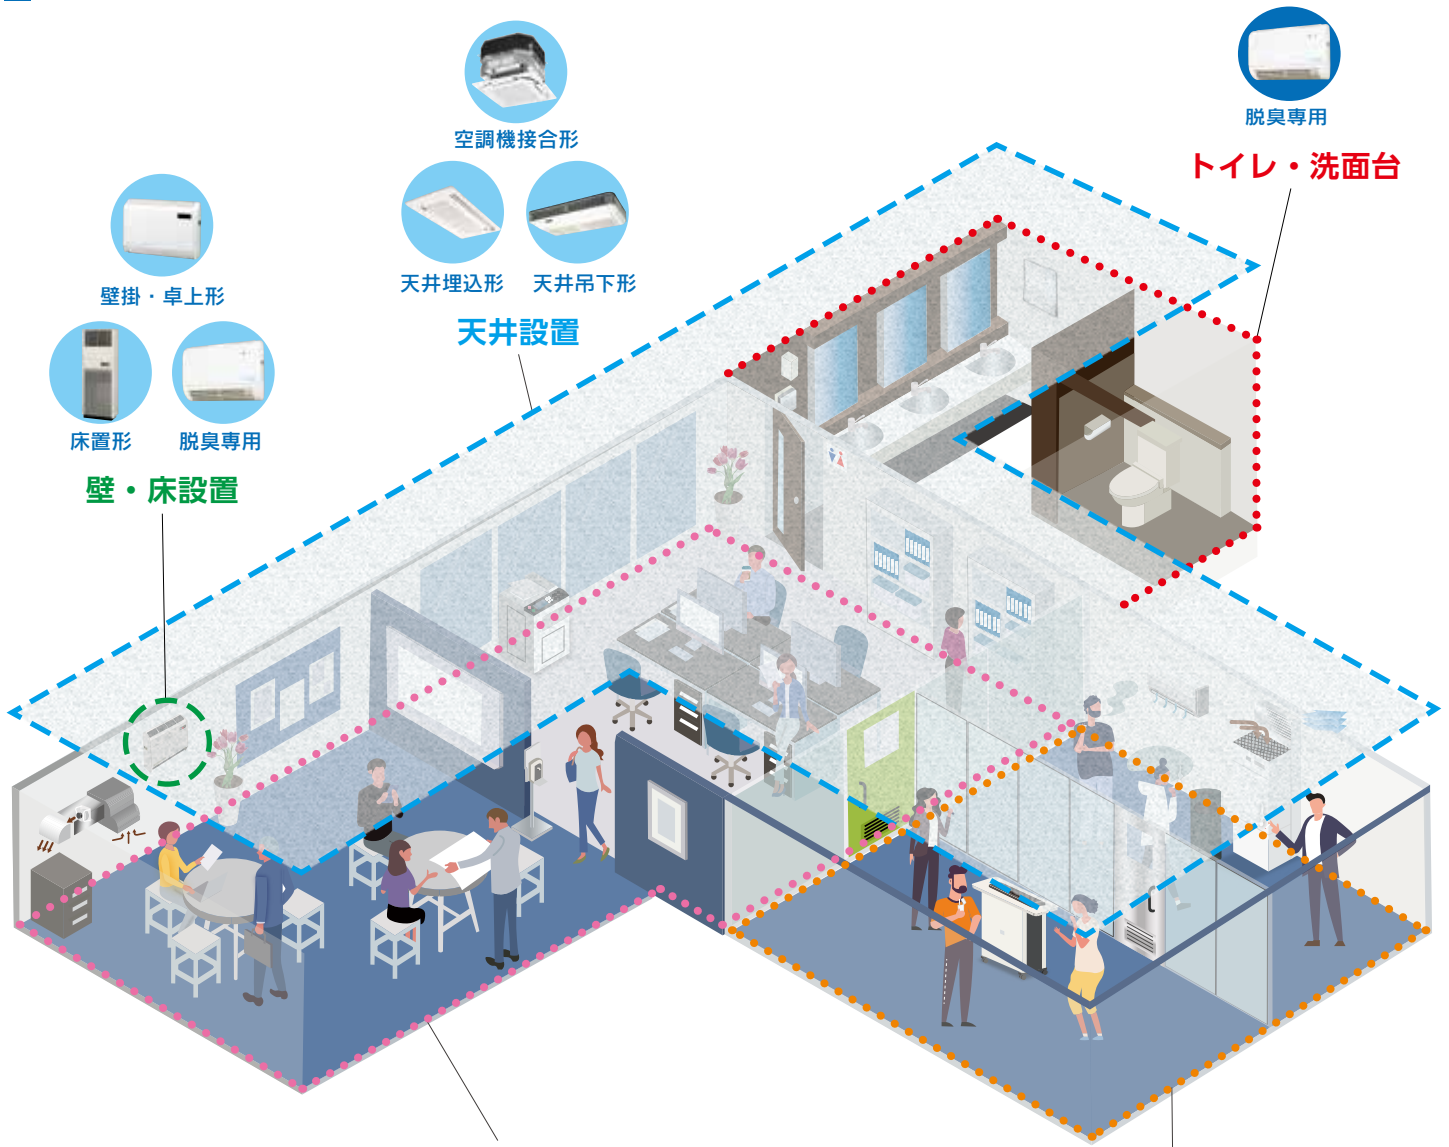 空調機接合形
天井埋込形
天井吊下形
天井設置
壁掛・卓上形
床置形
脱臭専用
壁・床設置
脱臭専用
トイレ・洗面台